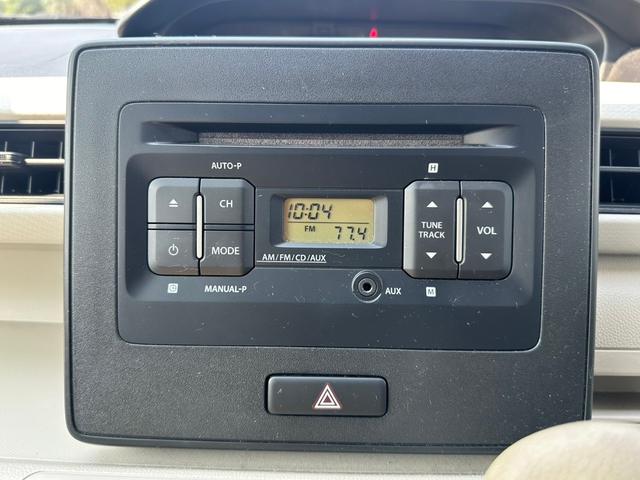 AUTO-P
H
CH
MODE
10:04
FM 77.4
AM/FM/CD/AUX
TUNE
TRACK
VOL
MANUAL-P
AUX
M